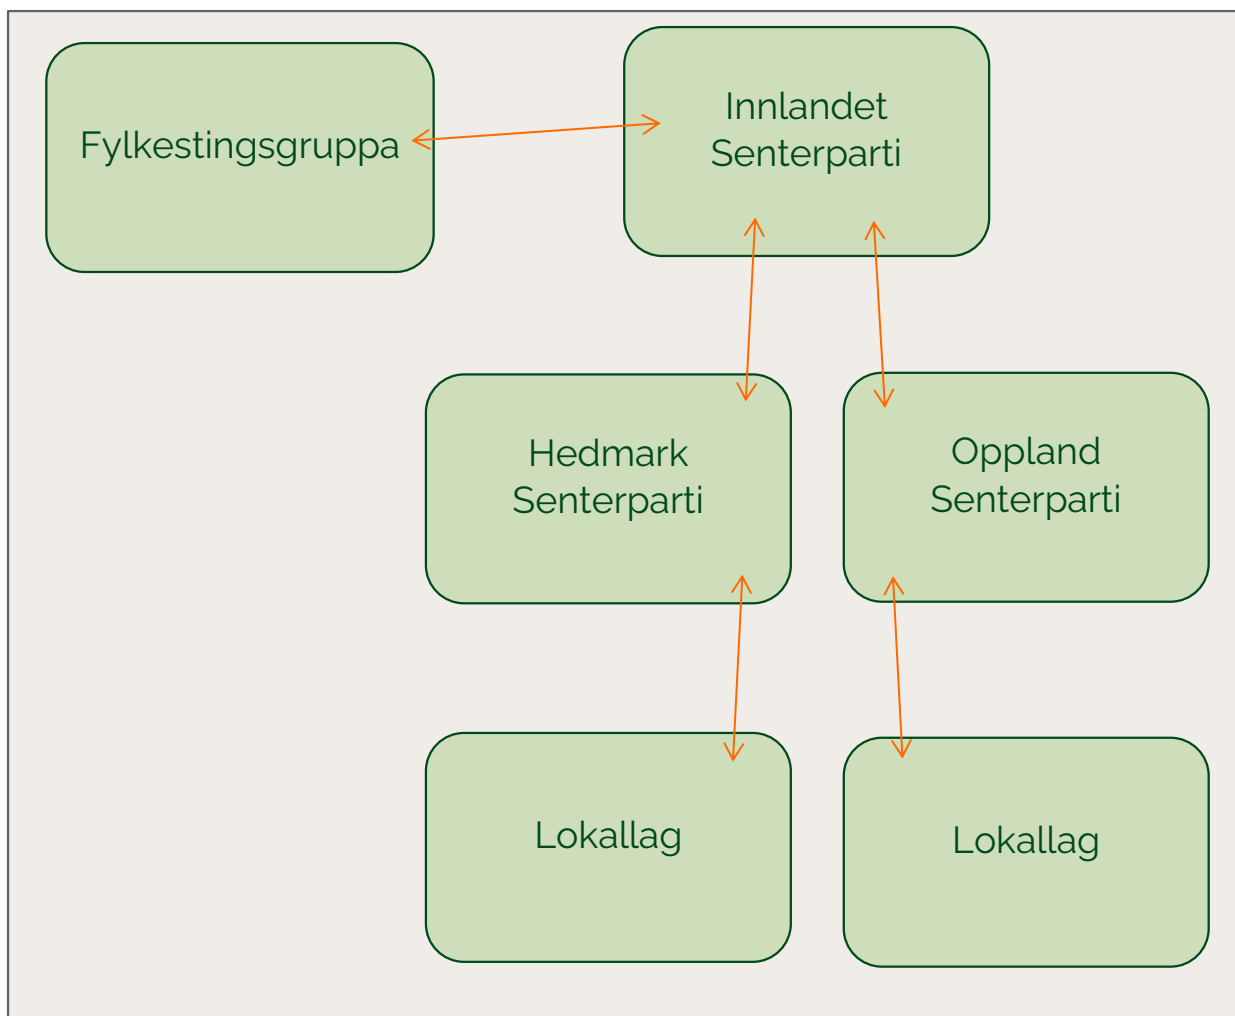 Fylkestingsgruppa
Innlandet
Senterparti
Hedmark
Senterparti
Oppland
Senterparti
Lokallag
Lokallag